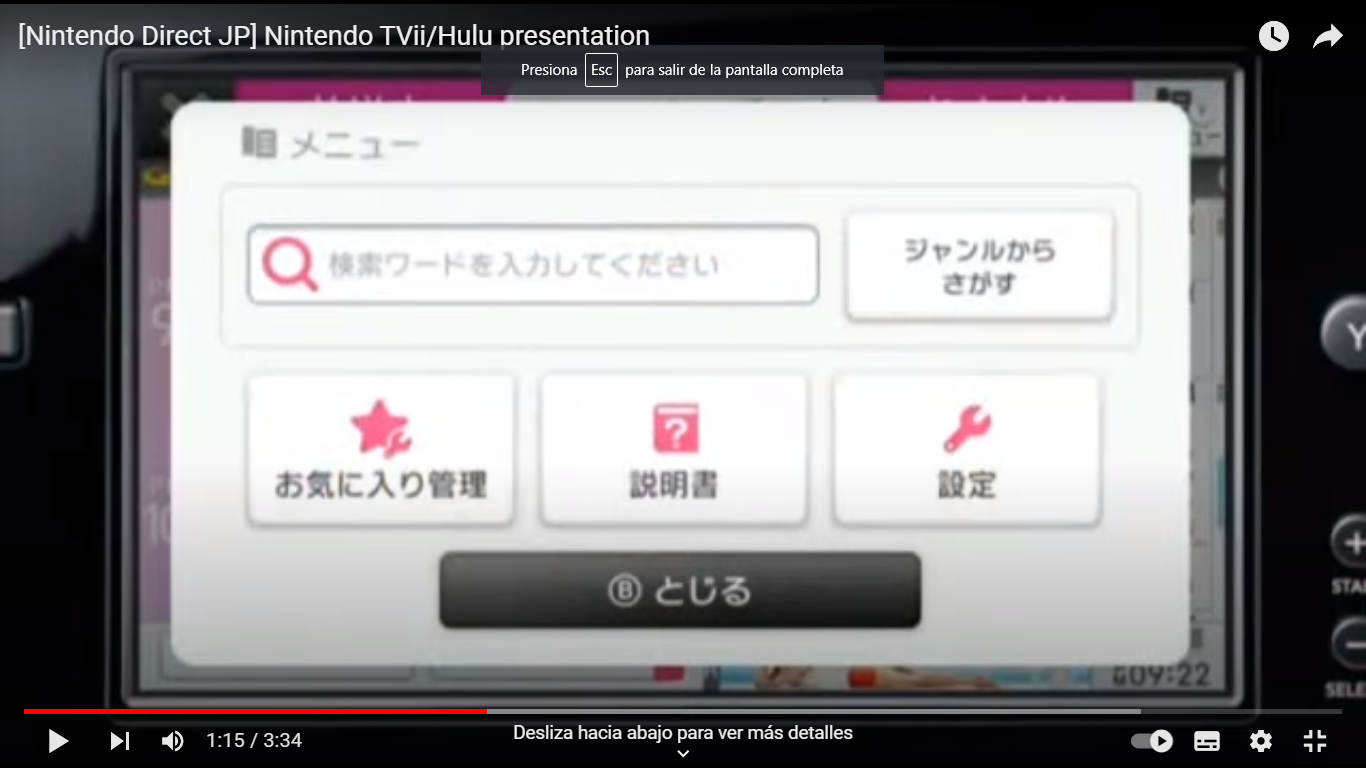 [Nintendo Direct JP] Nintendo TVii/Hulu presentation
Presiona Esc para salir de la pantalla completa
メニュー
検索ワードを入力してください
ジャンルから
さがす
お気に入り管理
説明書
設定
Ⓑ とじる
Y
09:22
1:15 / 3:34
Desliza hacia abajo para ver más detalles